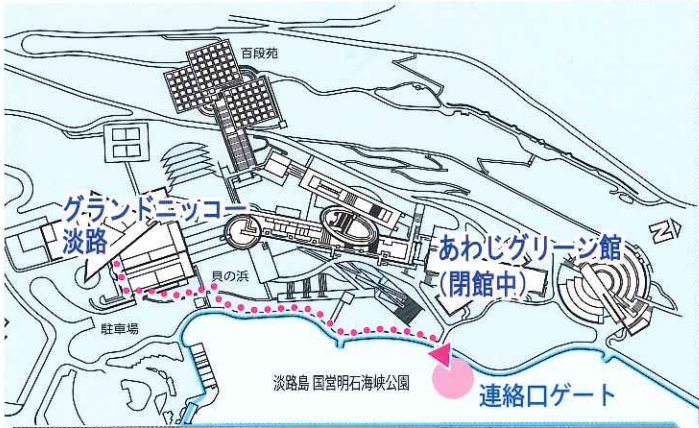 百段苑
グランドニッコー
淡路
あわじグリーン館
(閉館中)
貝の浜
駐車場
淡路島 国営明石海峡公園
連絡口ゲート
N